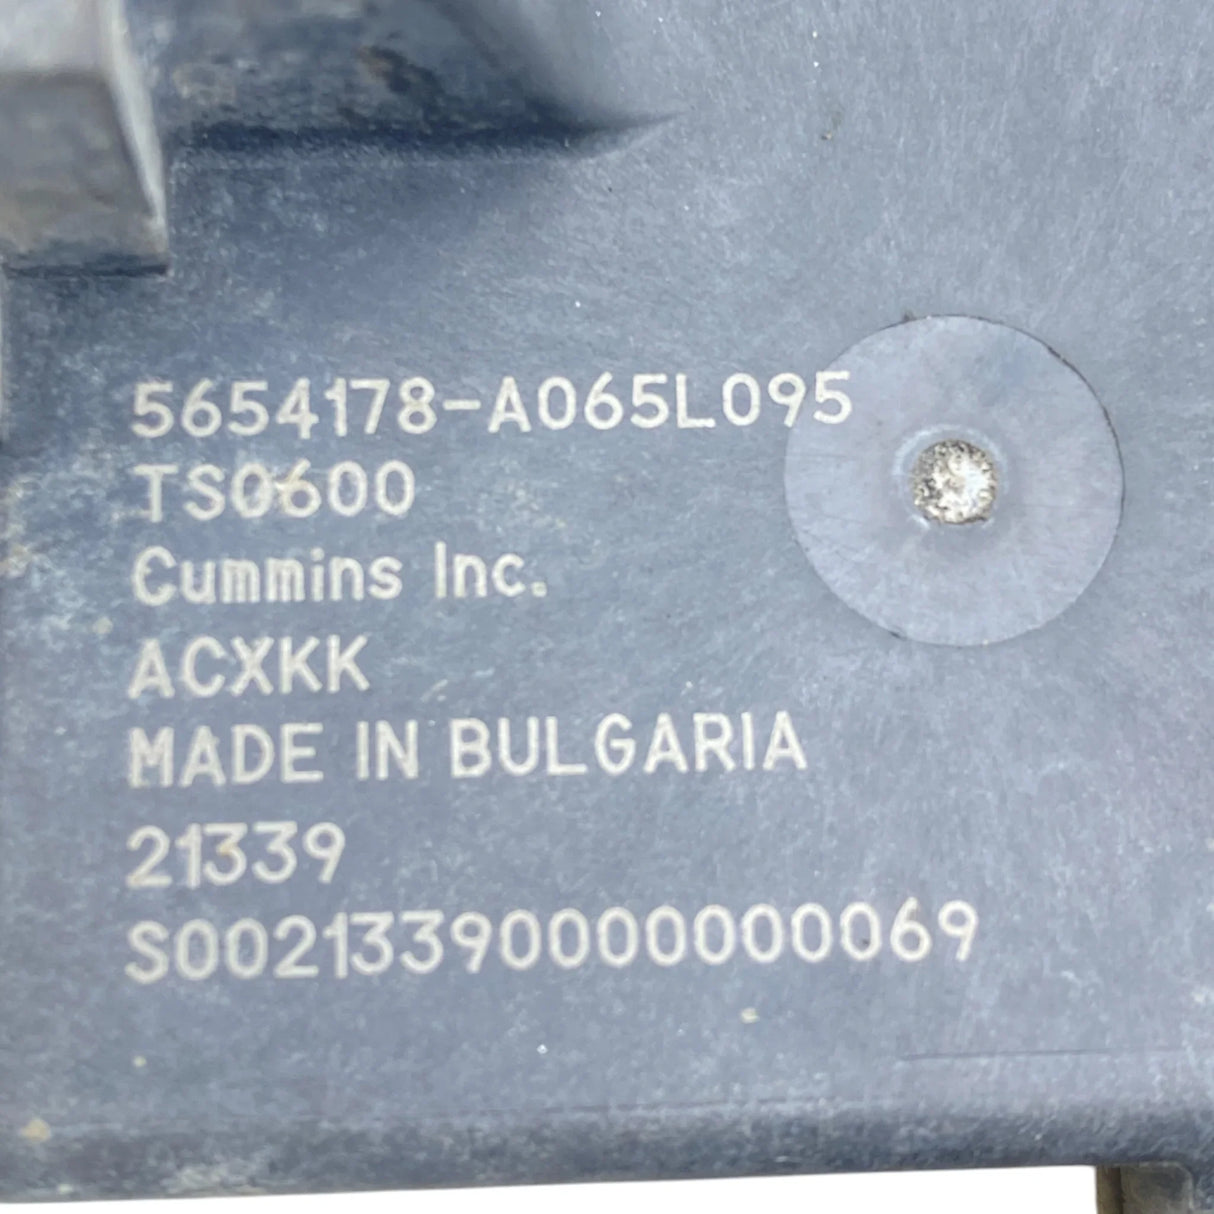 5654178-A065L095
TS0600
Cummins Inc.
ACXKK
MADE IN BULGARIA
21339
S00213390000000069